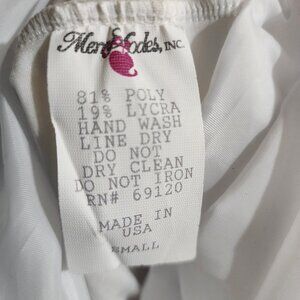 INC.
81% POLY
19% LYCRA
HAND WASH
LINE DRY
DO NOT
DRY CLEAN
DO NOT IRON
RN# 69120
MADE IN
USA
SMALL